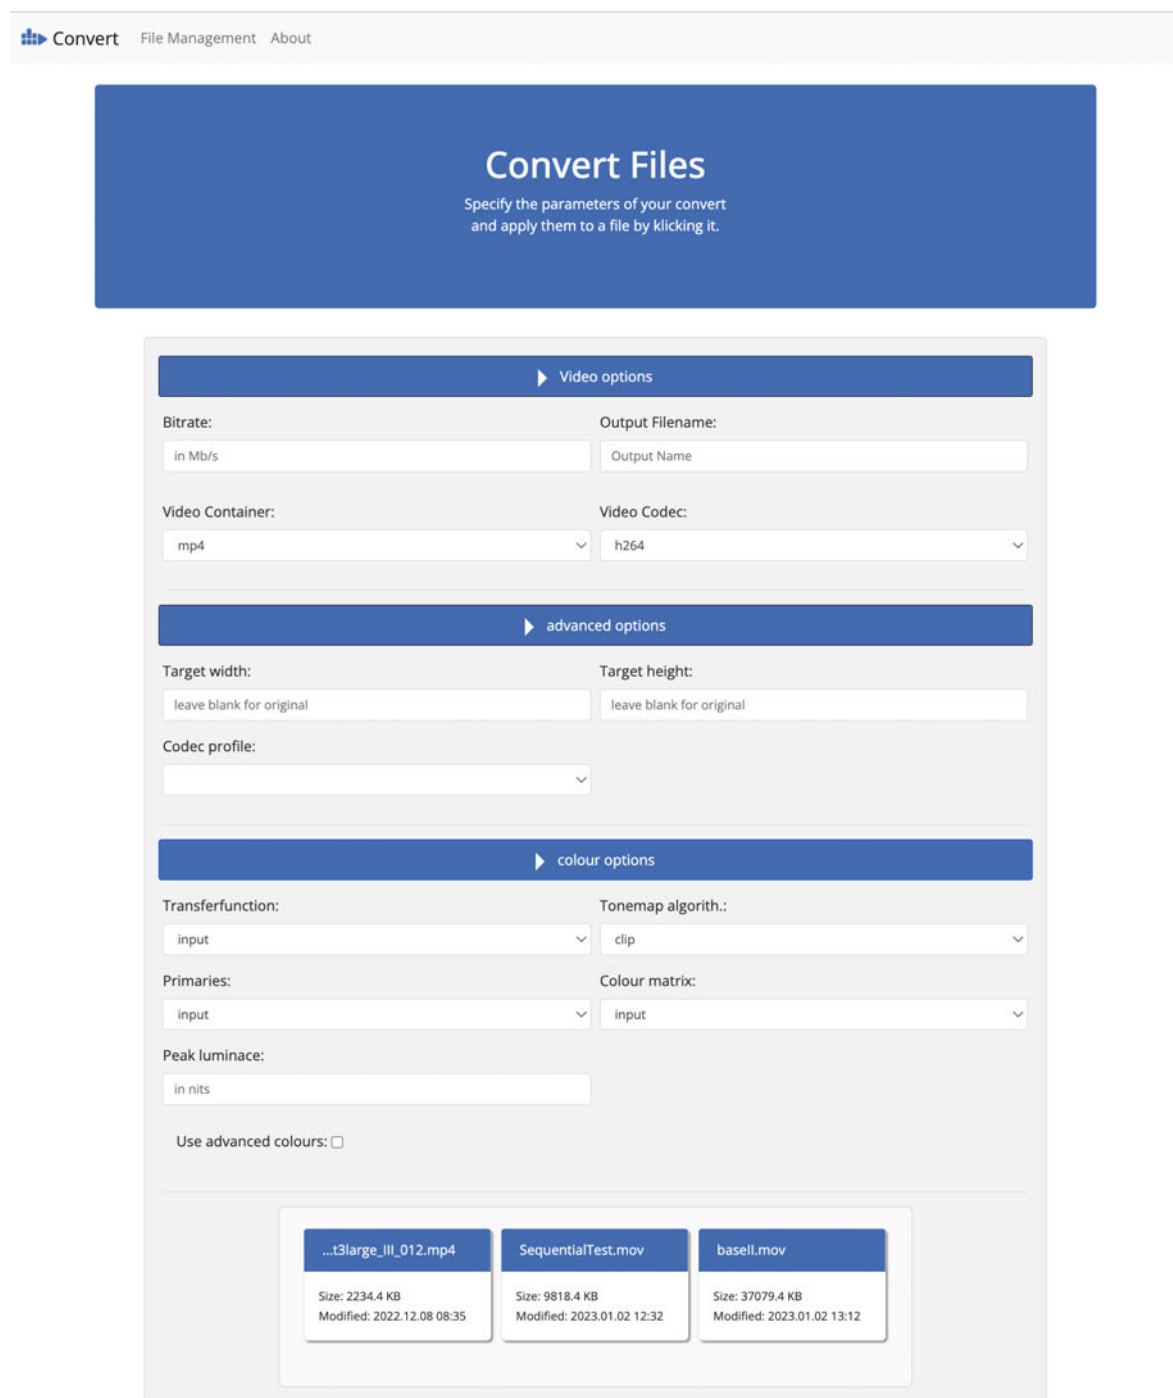 Convert File Management About
Convert Files
Specify the parameters of your convert
and apply them to a file by klicking it.
Video options
Bitrate: Output Filename:
in Mb/s Output Name
Video Container: Video Codec:
mp4 h264
advanced options
Target width: Target height:
leave blank for original leave blank for original
Codec profile:
colour options
Transferfunction: Tonemap algorith.:
input clip
Primaries: Colour matrix:
input input
Peak luminace:
in nits
Use advanced colours:
...t3large_III_012.mp4 SequentialTest.mov baseII.mov
Size: 2234.4 KB Size: 9818.4 KB Size: 37079.4 KB
Modified: 2022.12.08 08:35 Modified: 2023.01.02 12:32 Modified: 2023.01.02 13:12